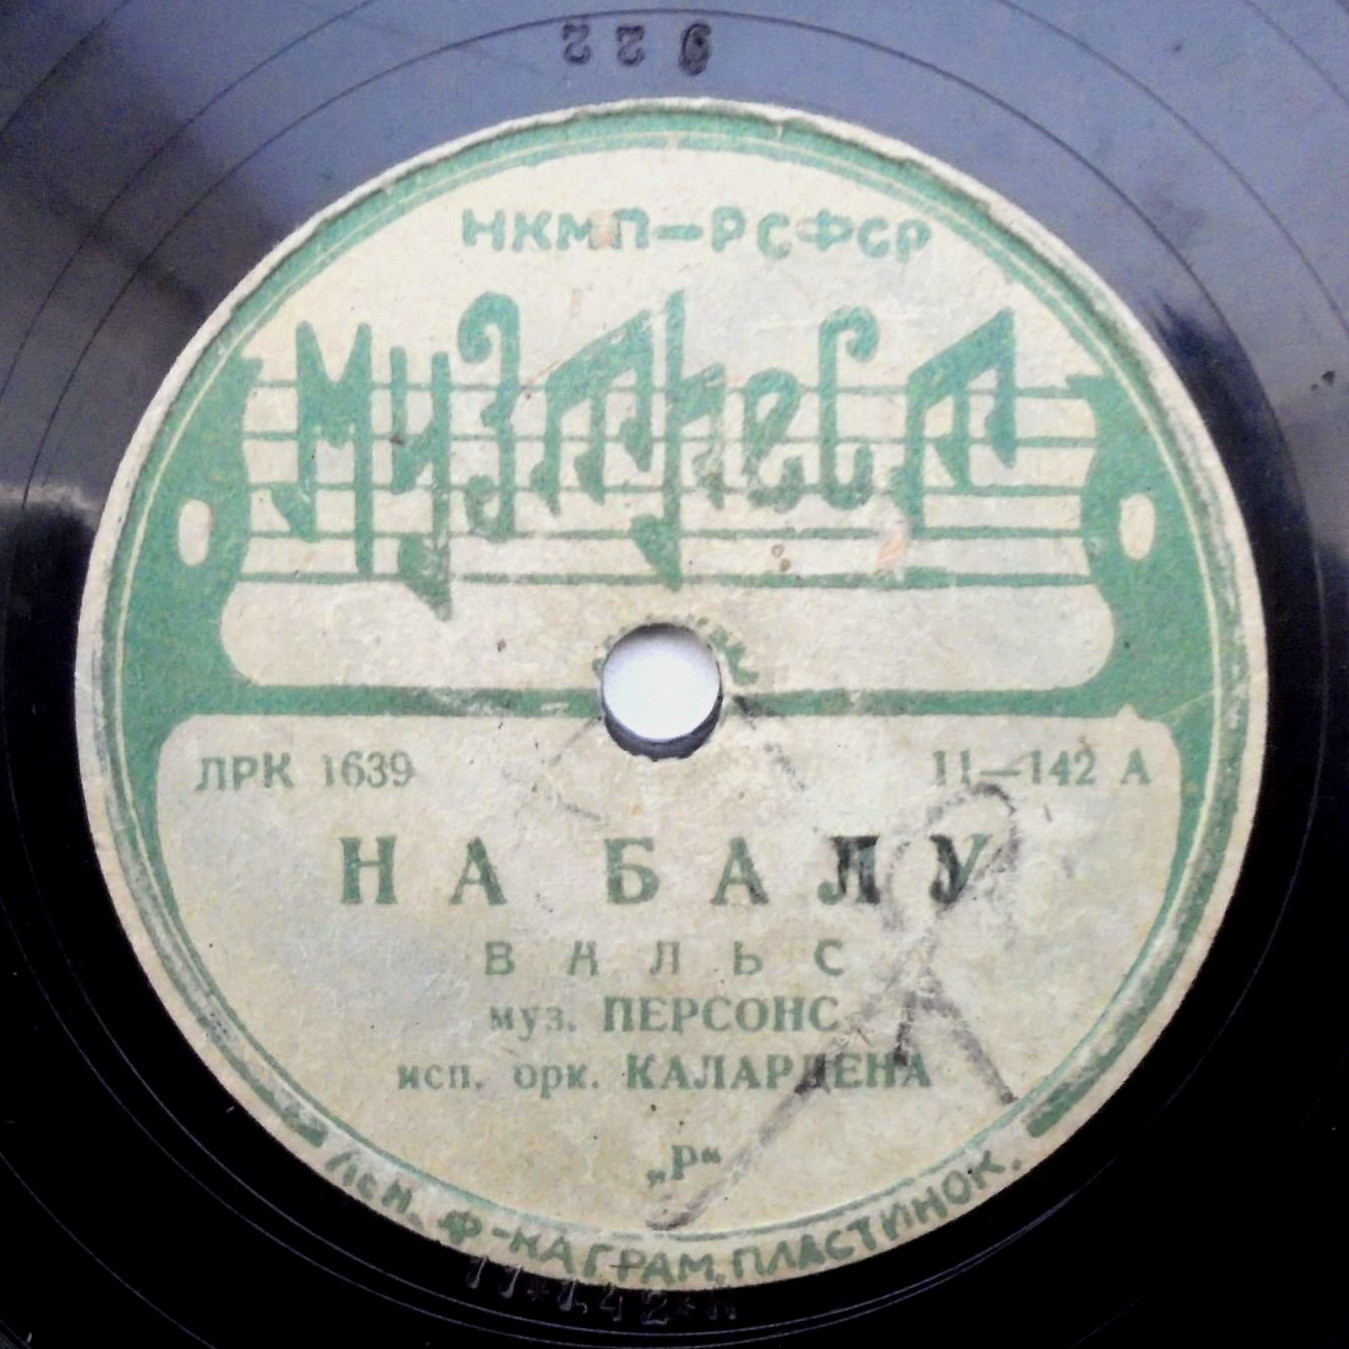 922
НКМП—РСФСР
Музтрест
ЛРК 1639
11—142 А
НА БАЛУ
ВАЛЬС
муз. ПЕРСОНС
исп. орк. КАЛАРДЕНА
„Р“
Лен. Ф-КА ГРАМ. ПЛАСТИНОК.